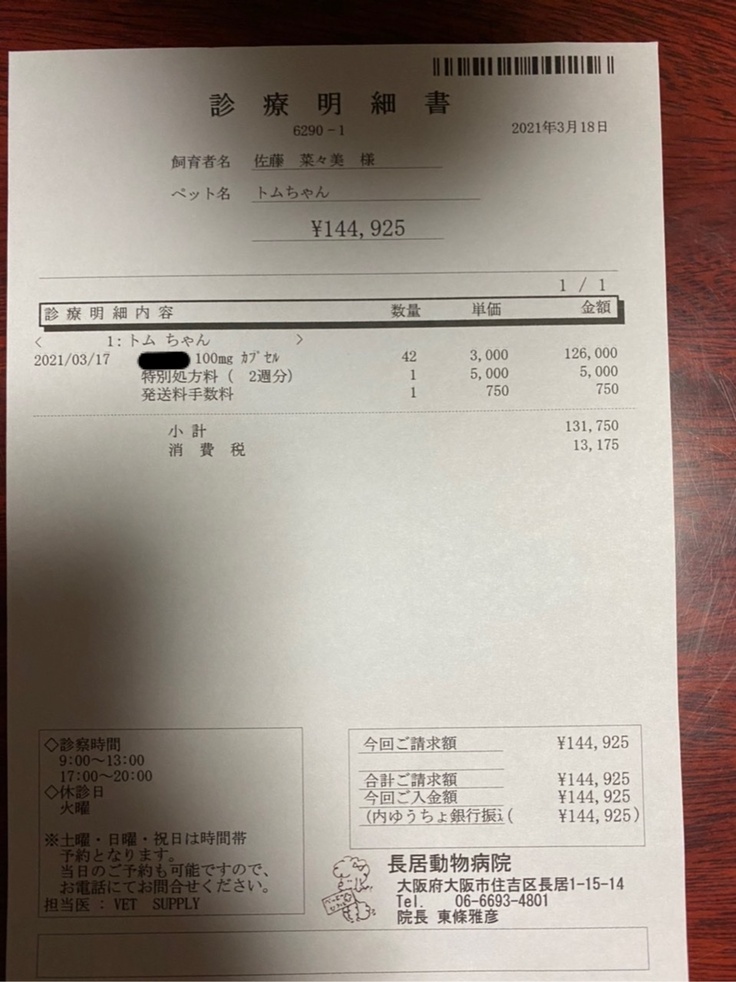 診療明細書
6290-1
2021年3月18日
飼育者名 佐藤 菜々美 様
ペット名 トムちゃん
¥144,925
1 / 1
診療明細内容 数量 単価 金額
< 1:トム ちゃん >
2021/03/17 100mg ｶﾌﾟｾﾙ 42 3,000 126,000
特別処方料 ( 2週分) 1 5,000 5,000
発送料手数料 1 750 750
小計 131,750
消費税 13,175
◇診察時間
9:00～13:00
17:00～20:00
◇休診日
火曜
※土曜・日曜・祝日は時間帯
予約となります。
当日のご予約も可能ですので、
お電話にてお問合せください。
担当医 : VET SUPPLY
今回ご請求額 ¥144,925
合計ご請求額 ¥144,925
今回ご入金額 ¥144,925
(内ゆうちょ銀行振込( ¥144,925)
長居動物病院
大阪府大阪市住吉区長居1-15-14
Tel. 06-6693-4801
院長 東條雅彦